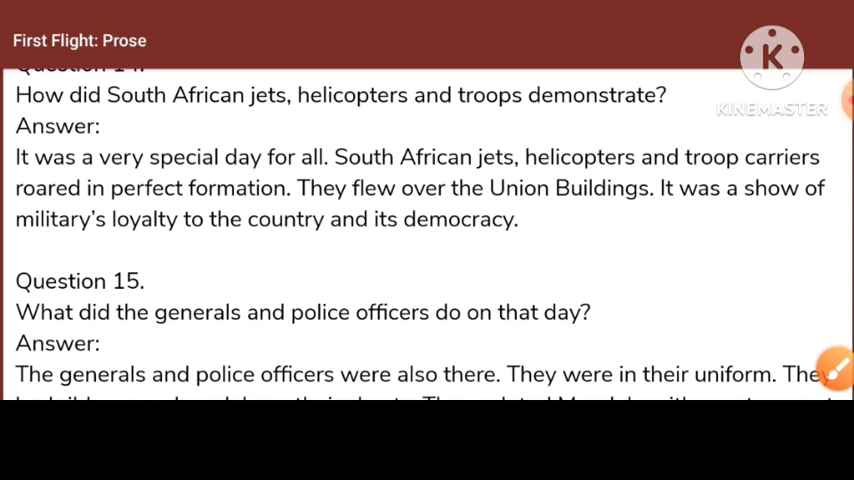 First Flight: Prose
K
KINEMASTER
Question 14.
How did South African jets, helicopters and troops demonstrate?
Answer:
It was a very special day for all. South African jets, helicopters and troop carriers
roared in perfect formation. They flew over the Union Buildings. It was a show of
military's loyalty to the country and its democracy.
Question 15.
What did the generals and police officers do on that day?
Answer:
The generals and police officers were also there. They were in their uniform. They